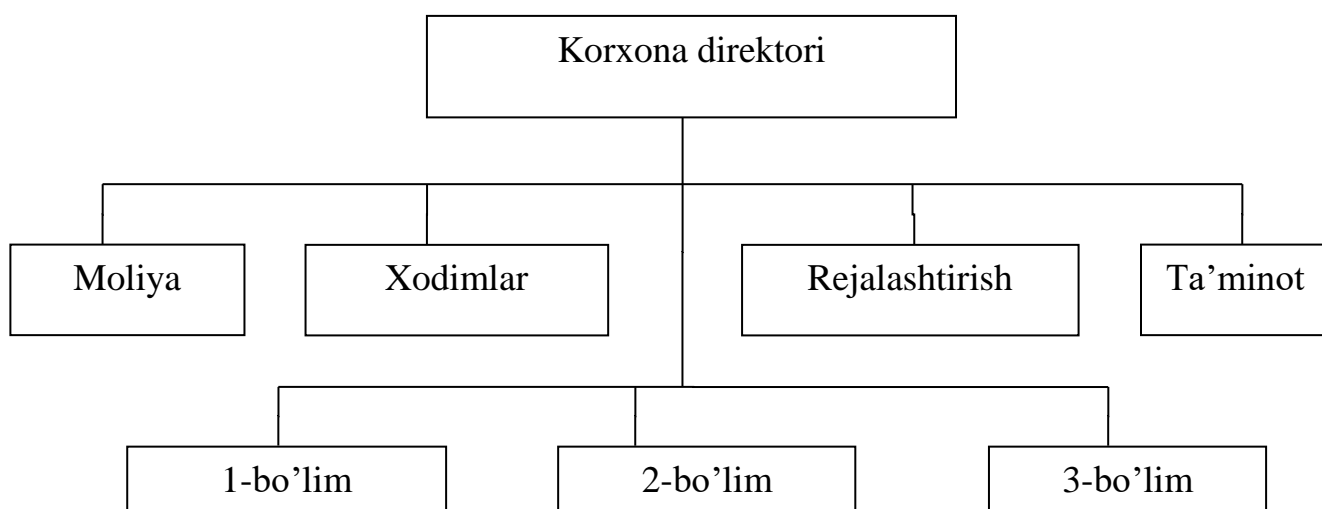 Korxona direktori
Moliya
Xodimlar
Rejalashtirish
Ta’minot
1-bo’lim
2-bo’lim
3-bo’lim